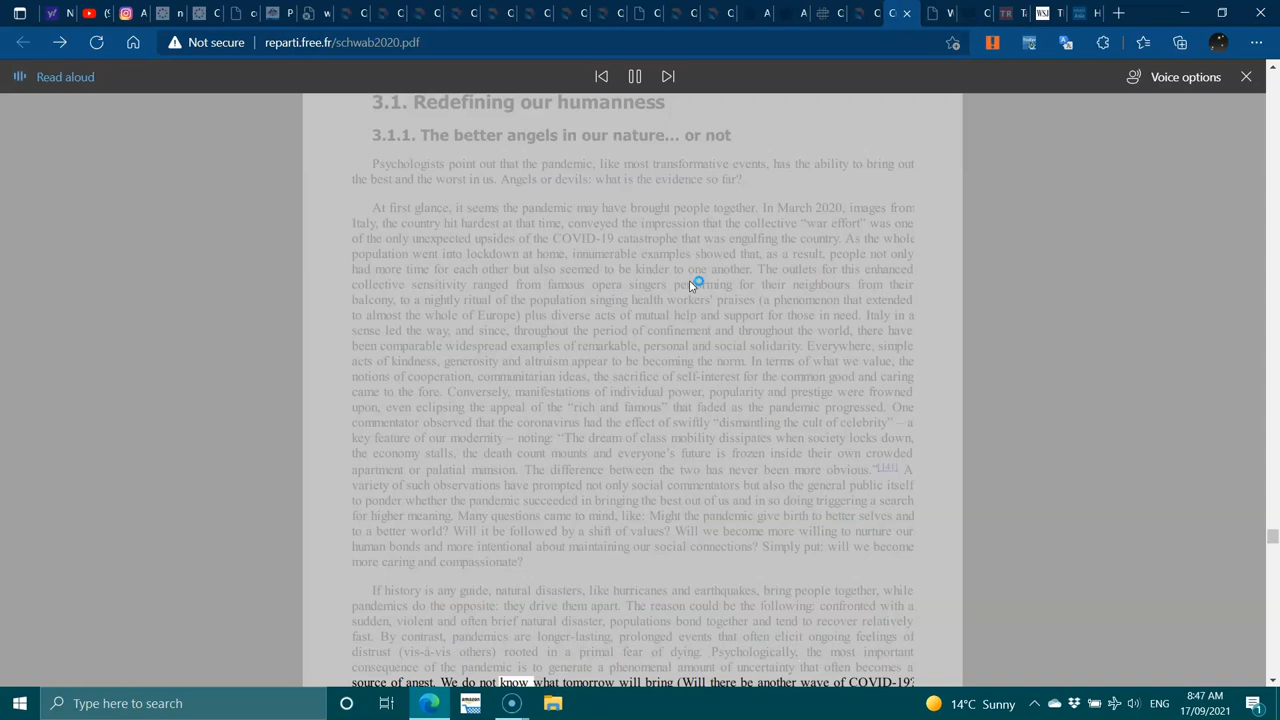 Not secure
reparti.free.fr/schwab2020.pdf
Read aloud
Voice options
3.1. Redefining our humanness
3.1.1. The better angels in our nature… or not
Psychologists point out that the pandemic, like most transformative events, has the ability to bring out
the best and the worst in us. Angels or devils: what is the evidence so far?
At first glance, it seems the pandemic may have brought people together. In March 2020, images from
Italy, the country hit hardest at that time, conveyed the impression that the collective “war effort” was one
of the only unexpected upsides of the COVID-19 catastrophe that was engulfing the country. As the whole
population went into lockdown at home, innumerable examples showed that, as a result, people not only
had more time for each other but also seemed to be kinder to one another. The outlets for this enhanced
collective sensitivity ranged from famous opera singers performing for their neighbours from their
balcony, to a nightly ritual of the population singing health workers’ praises (a phenomenon that extended
to almost the whole of Europe) plus diverse acts of mutual help and support for those in need. Italy in a
sense led the way, and since, throughout the period of confinement and throughout the world, there have
been comparable widespread examples of remarkable, personal and social solidarity. Everywhere, simple
acts of kindness, generosity and altruism appear to be becoming the norm. In terms of what we value, the
notions of cooperation, communitarian ideas, the sacrifice of self-interest for the common good and caring
came to the fore. Conversely, manifestations of individual power, popularity and prestige were frowned
upon, even eclipsing the appeal of the “rich and famous” that faded as the pandemic progressed. One
commentator observed that the coronavirus had the effect of swiftly “dismantling the cult of celebrity” – a
key feature of our modernity – noting: “The dream of class mobility dissipates when society locks down,
the economy stalls, the death count mounts and everyone’s future is frozen inside their own crowded
apartment or palatial mansion. The difference between the two has never been more obvious.”[141] A
variety of such observations have prompted not only social commentators but also the general public itself
to ponder whether the pandemic succeeded in bringing the best out of us and in so doing triggering a search
for higher meaning. Many questions came to mind, like: Might the pandemic give birth to better selves and
to a better world? Will it be followed by a shift of values? Will we become more willing to nurture our
human bonds and more intentional about maintaining our social connections? Simply put: will we become
more caring and compassionate?
If history is any guide, natural disasters, like hurricanes and earthquakes, bring people together, while
pandemics do the opposite: they drive them apart. The reason could be the following: confronted with a
sudden, violent and often brief natural disaster, populations bond together and tend to recover relatively
fast. By contrast, pandemics are longer-lasting, prolonged events that often elicit ongoing feelings of
distrust (vis-à-vis others) rooted in a primal fear of dying. Psychologically, the most important
consequence of the pandemic is to generate a phenomenal amount of uncertainty that often becomes a
source of angst. We do not know what tomorrow will bring (Will there be another wave of COVID-19?
Type here to search
amazon
14°C Sunny
ENG
8:47 AM
17/09/2021